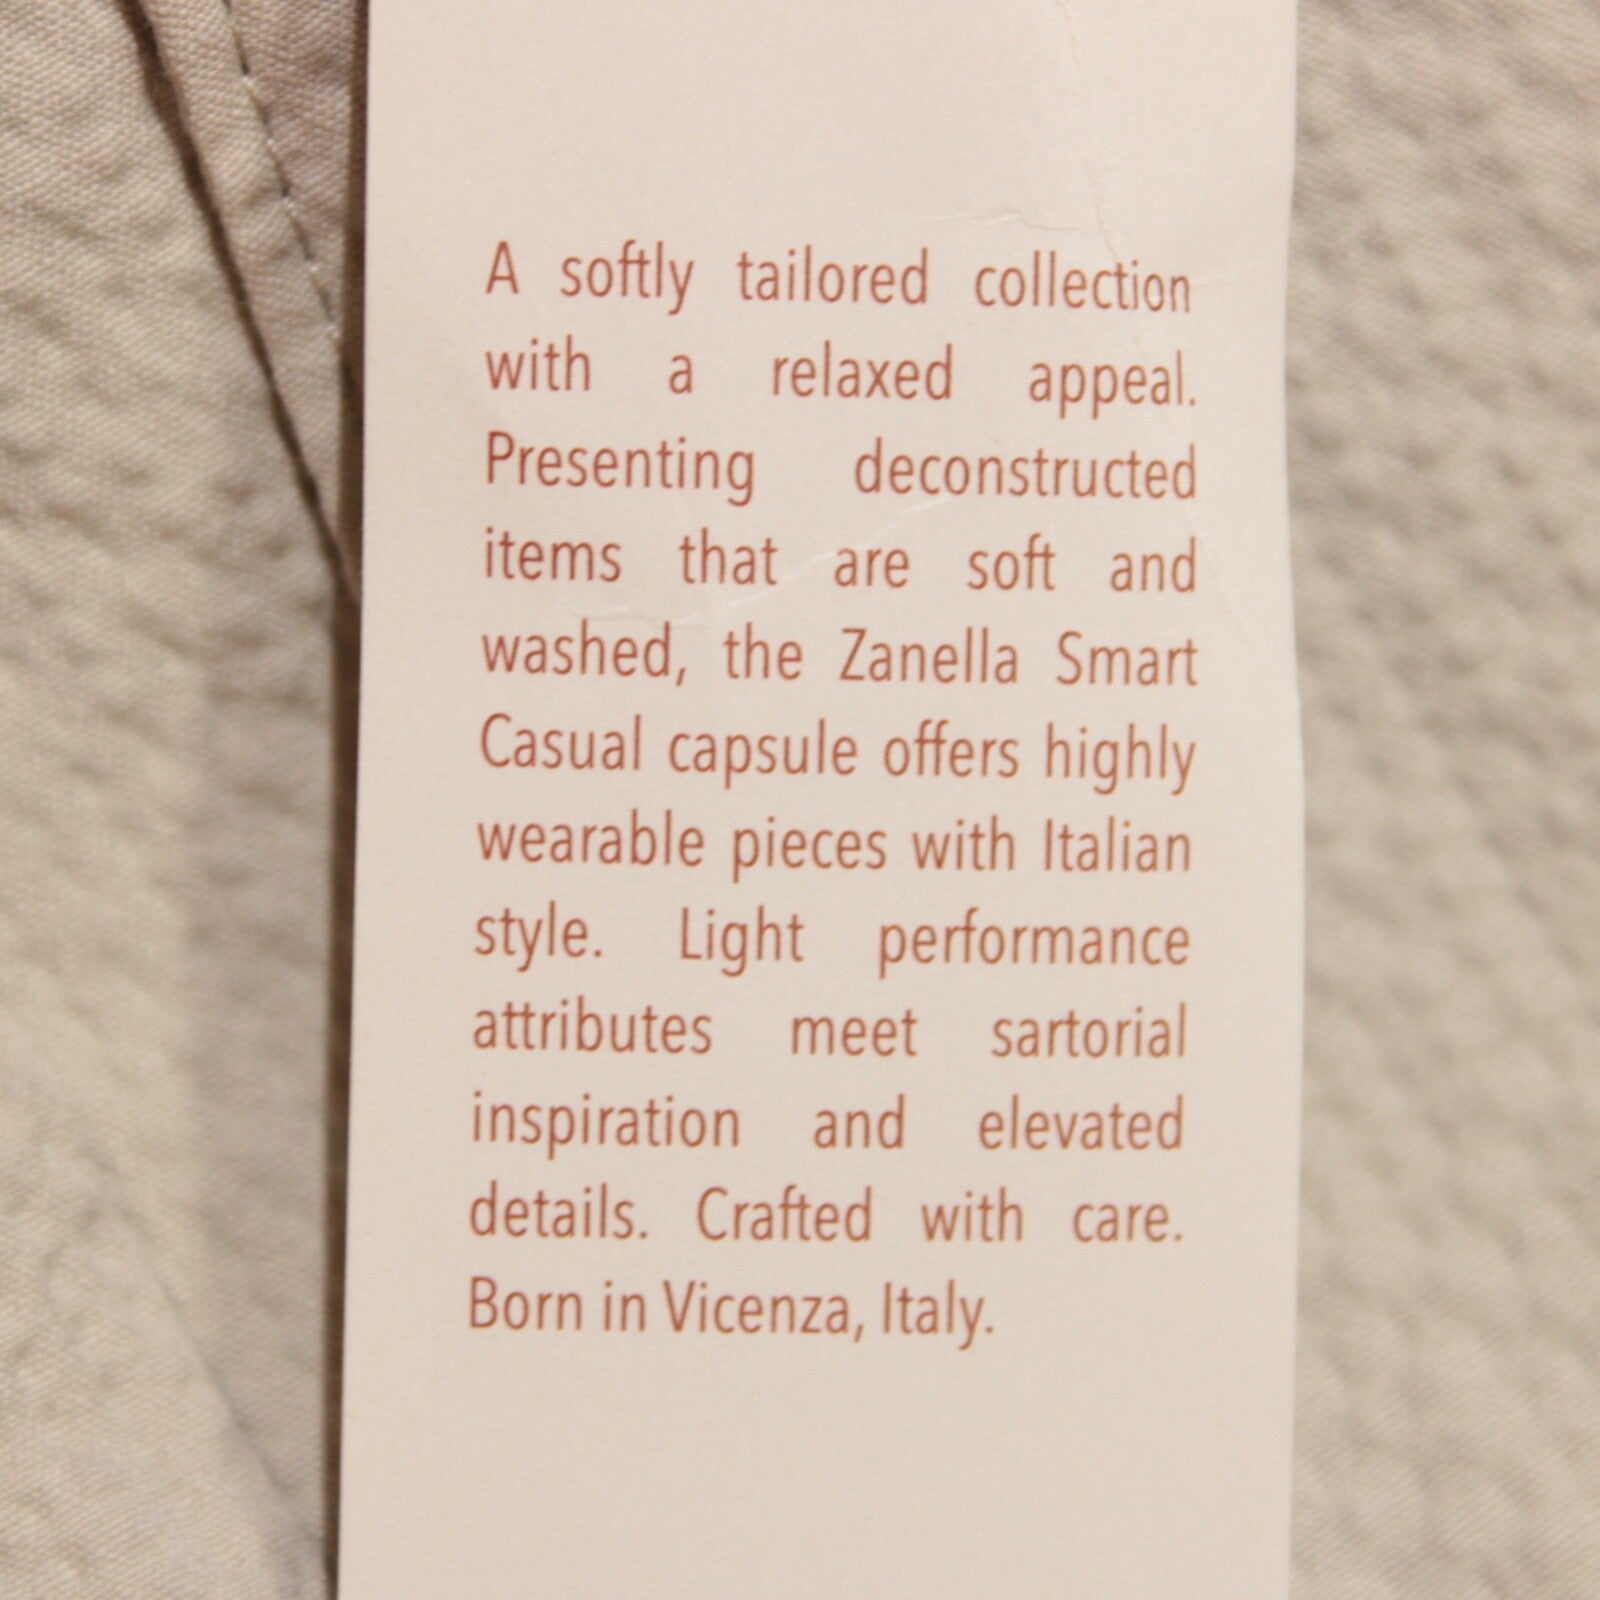 A softly tailored collection
with a relaxed appeal.
Presenting deconstructed
items that are soft and
washed, the Zanella Smart
Casual capsule offers highly
wearable pieces with Italian
style. Light performance
attributes meet sartorial
inspiration and elevated
details. Crafted with care.
Born in Vicenza, Italy.